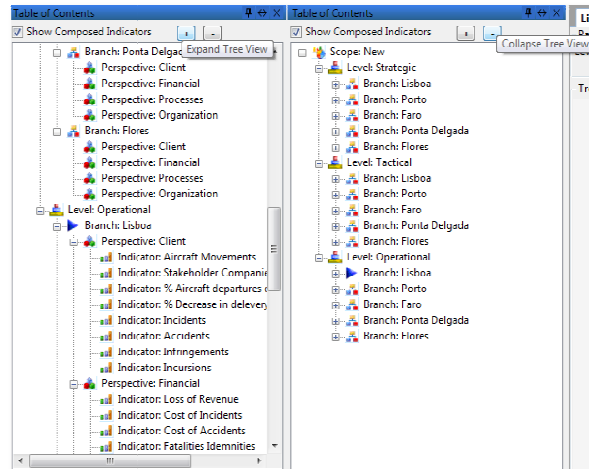 Table of Contents
Show Composed Indicators
Expand Tree View
Branch: Ponta Delgad
Perspective: Client
Perspective: Financial
Perspective: Processes
Perspective: Organization
Branch: Flores
Perspective: Client
Perspective: Financial
Perspective: Processes
Perspective: Organization
Level: Operational
Branch: Lisboa
Perspective: Client
Indicator: Aircraft Movements
Indicator: Stakeholder Companie
Indicator: % Aircraft departures
Indicator: % Decrease in delevery
Indicator: Incidents
Indicator: Accidents
Indicator: Infringements
Indicator: Incursions
Perspective: Financial
Indicator: Loss of Revenue
Indicator: Cost of Incidents
Indicator: Cost of Accidents
Indicator: Fatalities Idemnities
Table of Contents
Show Composed Indicators
Collapse Tree View
Scope: New
Level: Strategic
Branch: Lisboa
Branch: Porto
Branch: Faro
Branch: Ponta Delgada
Branch: Flores
Level: Tactical
Branch: Lisboa
Branch: Porto
Branch: Faro
Branch: Ponta Delgada
Branch: Flores
Level: Operational
Branch: Lisboa
Branch: Porto
Branch: Faro
Branch: Ponta Delgada
Branch: Flores
Li
Tr